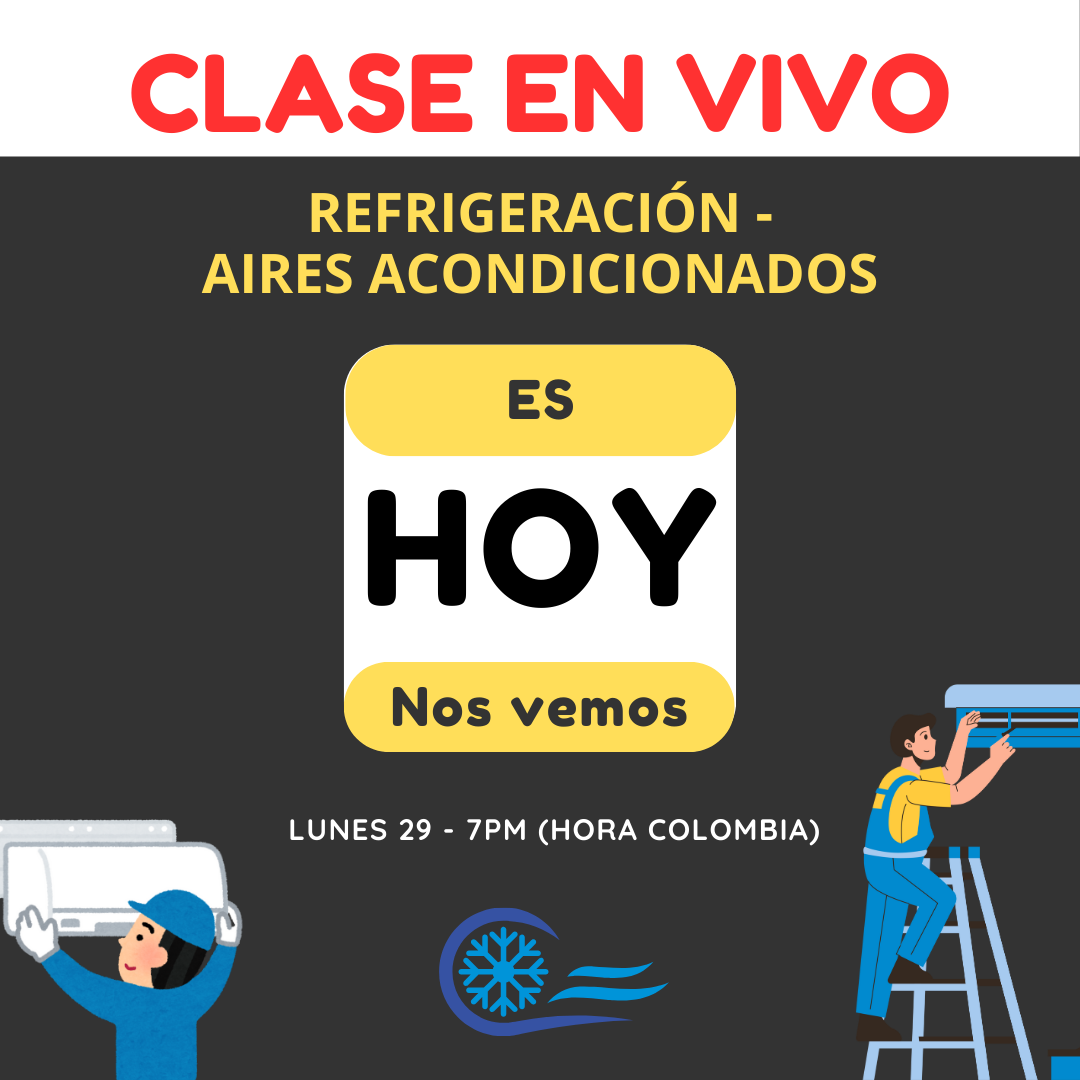 CLASE EN VIVO
REFRIGERACIÓN -
AIRES ACONDICIONADOS
ES
HOY
Nos vemos
LUNES 29 - 7PM (HORA COLOMBIA)